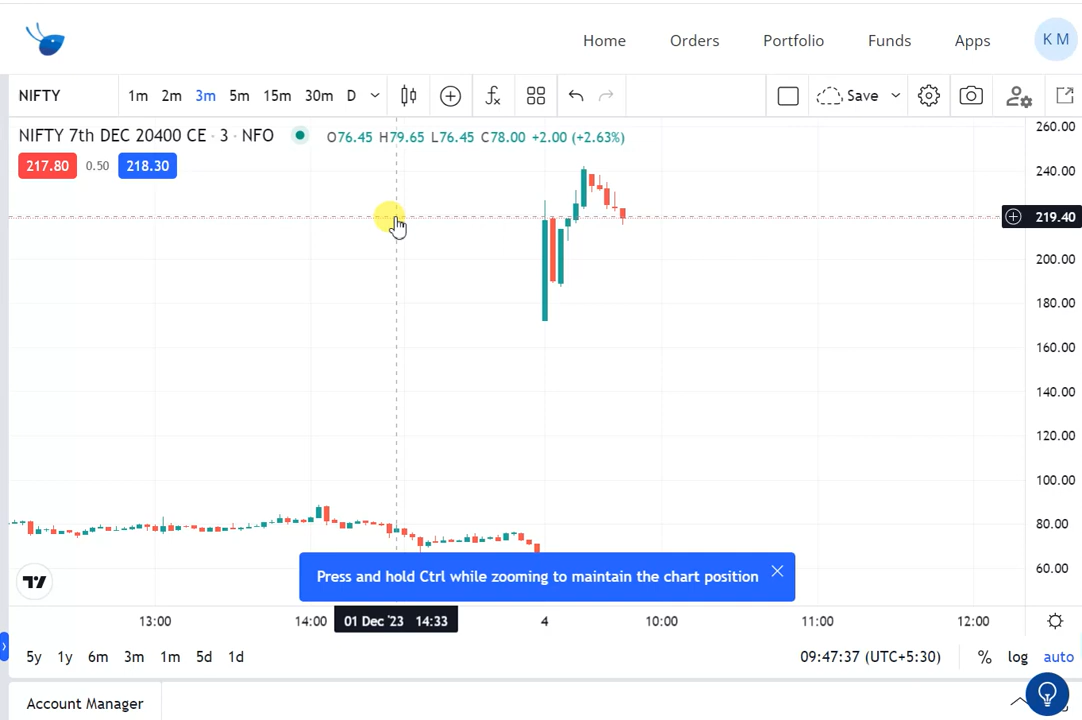 Home Orders Portfolio Funds Apps K M
NIFTY 1m 2m 3m 5m 15m 30m D Save
NIFTY 7th DEC 20400 CE · 3 · NFO O76.45 H79.65 L76.45 C78.00 +2.00 (+2.63%)
217.80 0.50 218.30
260.00
240.00
219.40
200.00
180.00
160.00
140.00
120.00
100.00
80.00
60.00
Press and hold Ctrl while zooming to maintain the chart position
13:00 14:00 01 Dec '23 14:33 4 10:00 11:00 12:00
5y 1y 6m 3m 1m 5d 1d 09:47:37 (UTC+5:30) % log auto
Account Manager